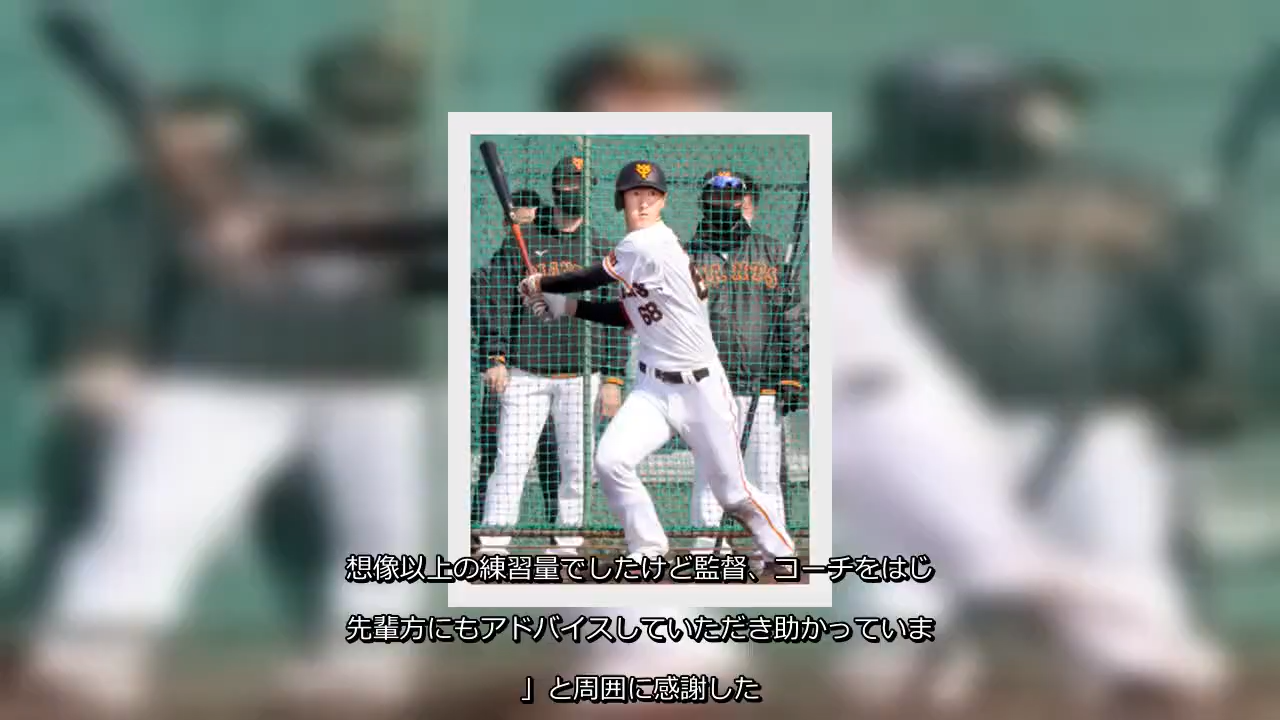 68
想像以上の練習量でしたけど監督、コーチをはじ
先輩方にもアドバイスしていただき助かっていま
」と周囲に感謝した